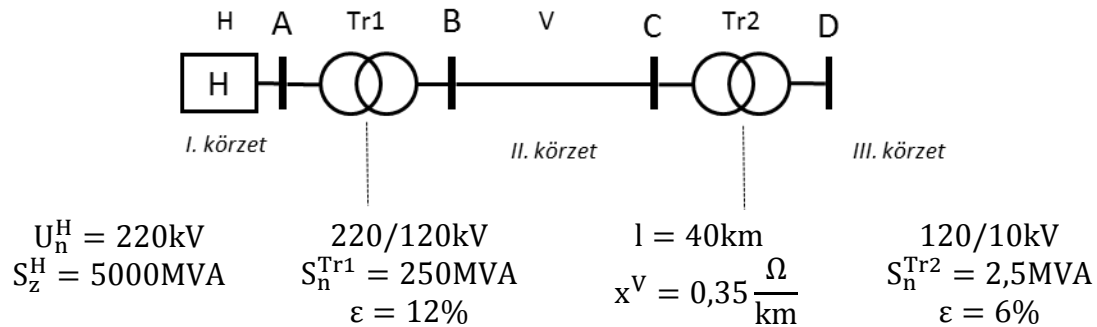 H A Tr1 B V C Tr2 D
H
I. körzet II. körzet III. körzet
U_n^H = 220kV 220/120kV l = 40km 120/10kV
S_z^H = 5000MVA S_n^Tr1 = 250MVA x^V = 0,35 Ω/km S_n^Tr2 = 2,5MVA
ε = 12% ε = 6%